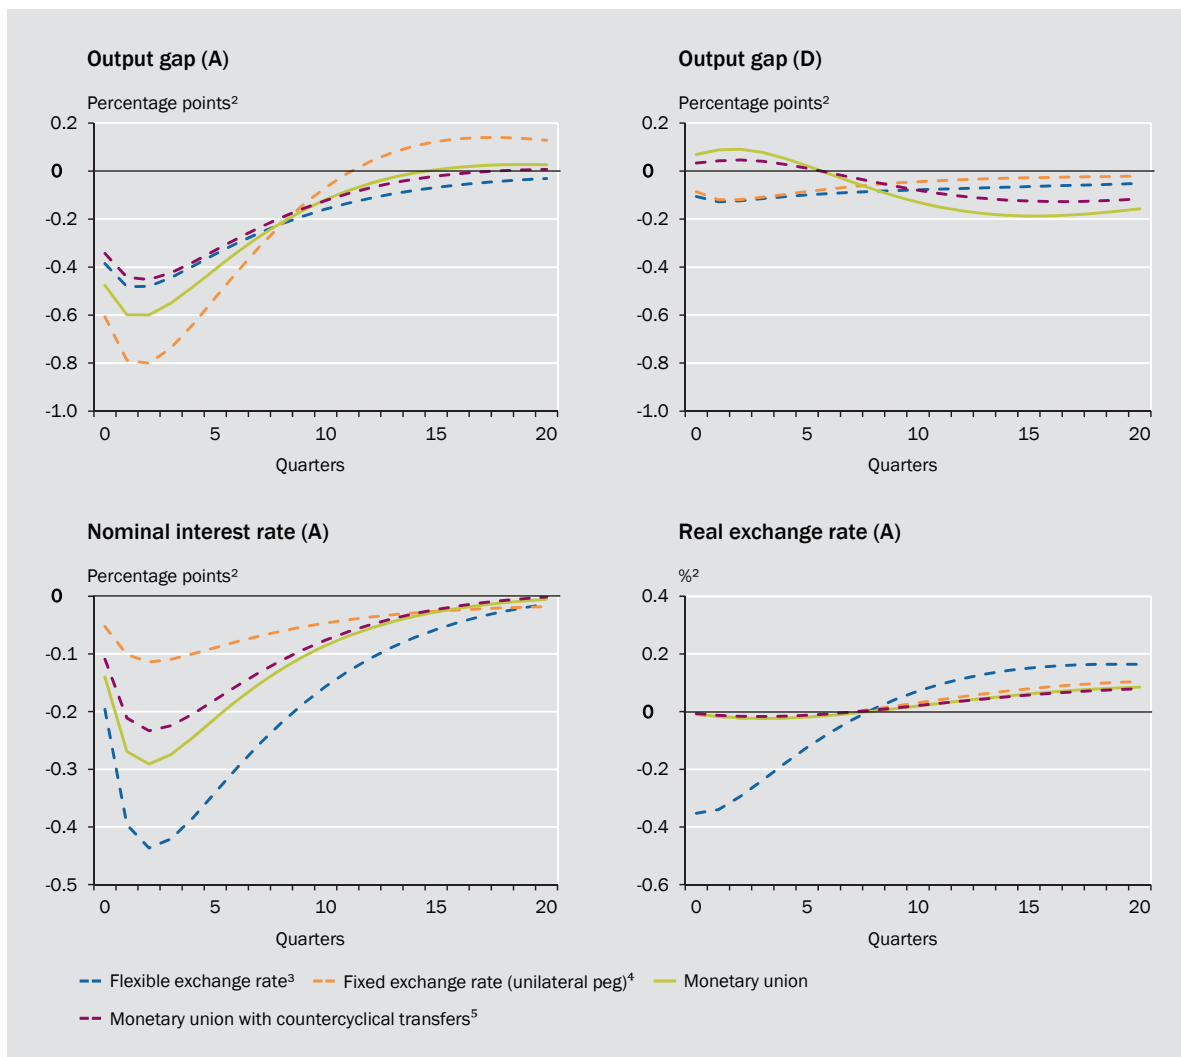 Output gap (A)
Percentage points²
0.2
0
-0.2
-0.4
-0.6
-0.8
-1.0
0 5 10 15 20
Quarters
Output gap (D)
Percentage points²
0.2
0
-0.2
-0.4
-0.6
-0.8
-1.0
0 5 10 15 20
Quarters
Nominal interest rate (A)
Percentage points²
0
-0.1
-0.2
-0.3
-0.4
-0.5
0 5 10 15 20
Quarters
Real exchange rate (A)
%²
0.4
0.2
0
-0.2
-0.4
-0.6
0 5 10 15 20
Quarters
Flexible exchange rate³ Fixed exchange rate (unilateral peg)⁴ Monetary union
Monetary union with countercyclical transfers⁵